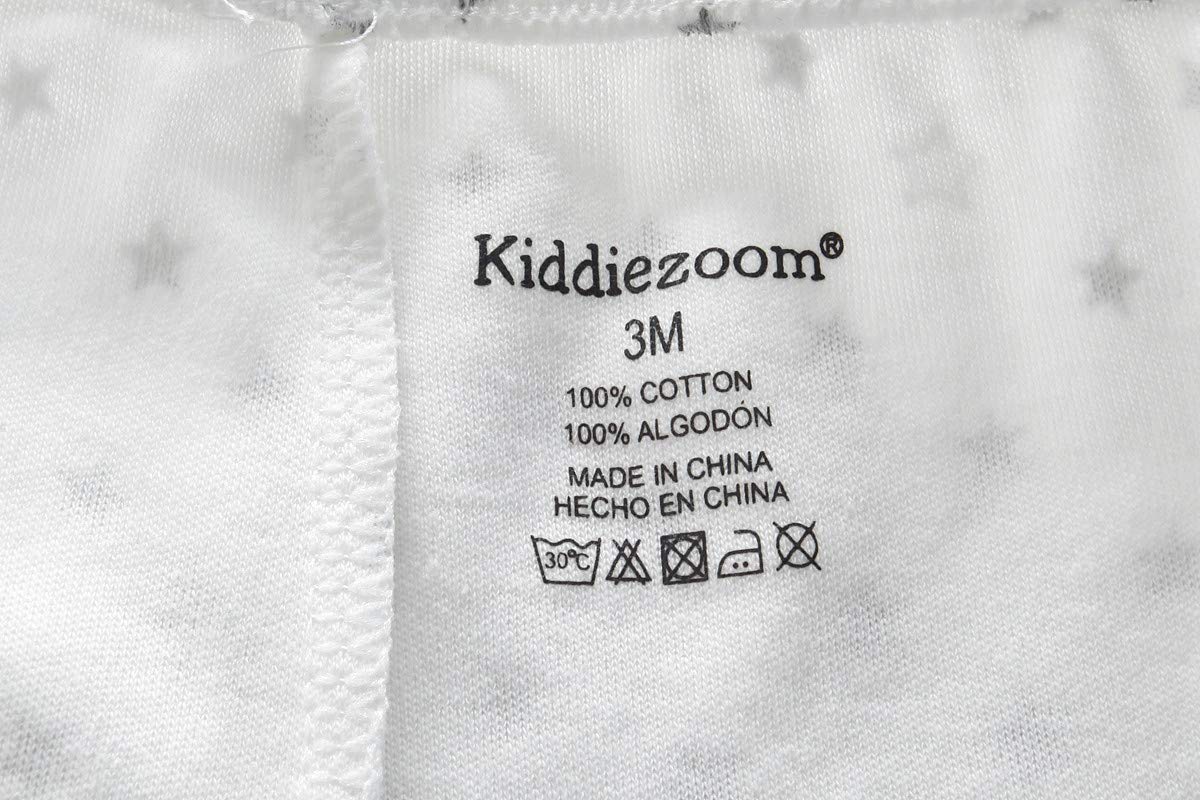 Kiddiezoom®
3M
100% COTTON
100% ALGODÓN
MADE IN CHINA
HECHO EN CHINA
30°C